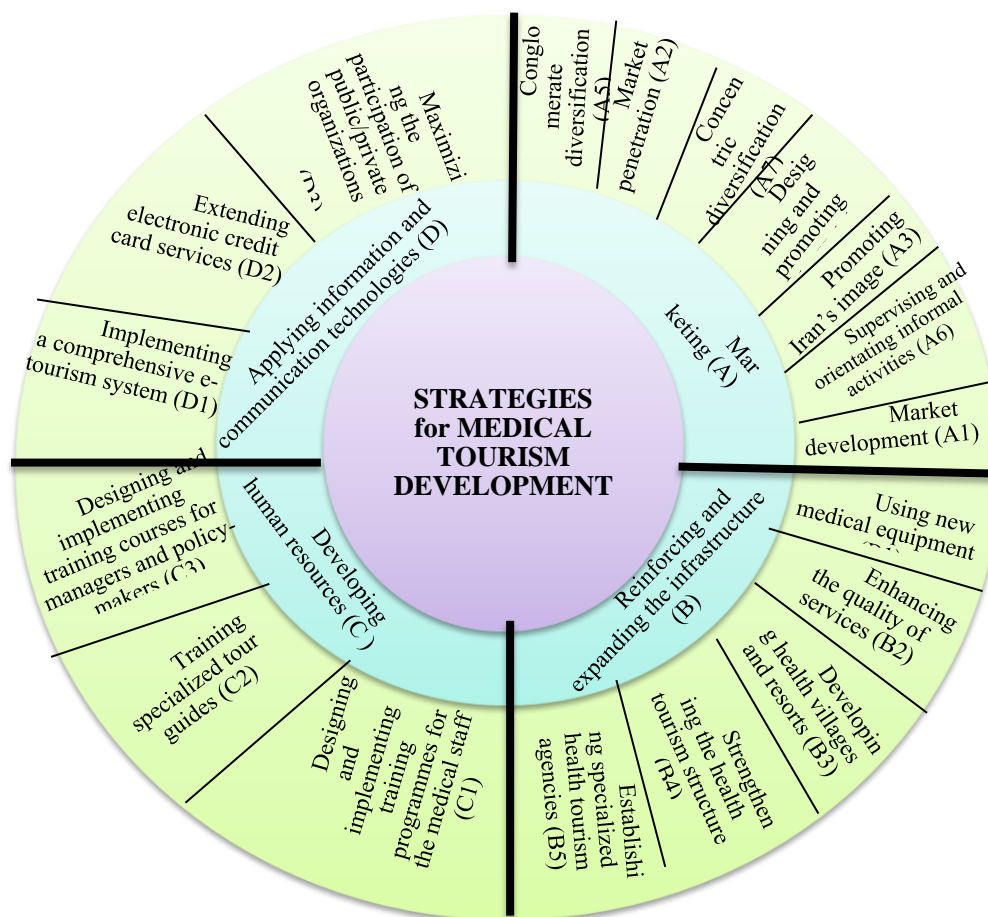 STRATEGIES
for MEDICAL
TOURISM
DEVELOPMENT
Mar
keting (A)
Conglo
merate
diversification
(A5)
Market
penetration (A2)
Concen
tric
diversification
(A7)
Desig
ning and
promoting
Promoting
Iran's image (A3)
Supervising and
orientating informal
activities (A6)
Market
development (A1)
Reinforcing and
expanding the infrastructure
(B)
Using new
medical equipment
Enhancing
the quality of
services (B2)
Developin
g health villages
and resorts (B3)
Strengthen
ing the health
tourism structure
(B4)
Establishi
ng specialized
health tourism
agencies (B5)
Developing
human resources (C)
Designing
and
implementing
training
programmes for
the medical staff
(C1)
Training
specialized tour
guides (C2)
Designing and
implementing
training courses for
managers and policy-
makers (C3)
Applying information and
communication technologies (D)
Implementing
a comprehensive e-
tourism system (D1)
Extending
electronic credit
card services (D2)
Maximizi
ng the
participation of
public/private
organizations